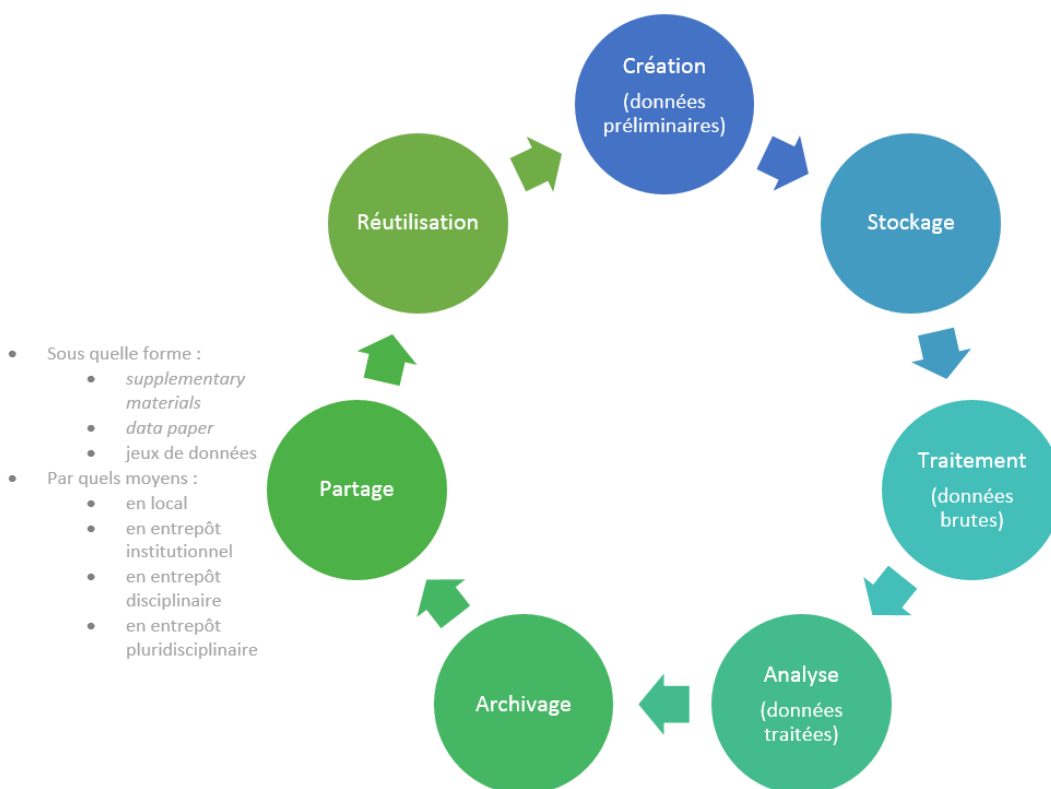 Création
(données
préliminaires)
Stockage
Traitement
(données
brutes)
Analyse
(données
traitées)
Archivage
Partage
Réutilisation
• Sous quelle forme :
• supplementary
materials
• data paper
• jeux de données
• Par quels moyens :
• en local
• en entrepôt
institutionnel
• en entrepôt
disciplinaire
• en entrepôt
pluridisciplinaire